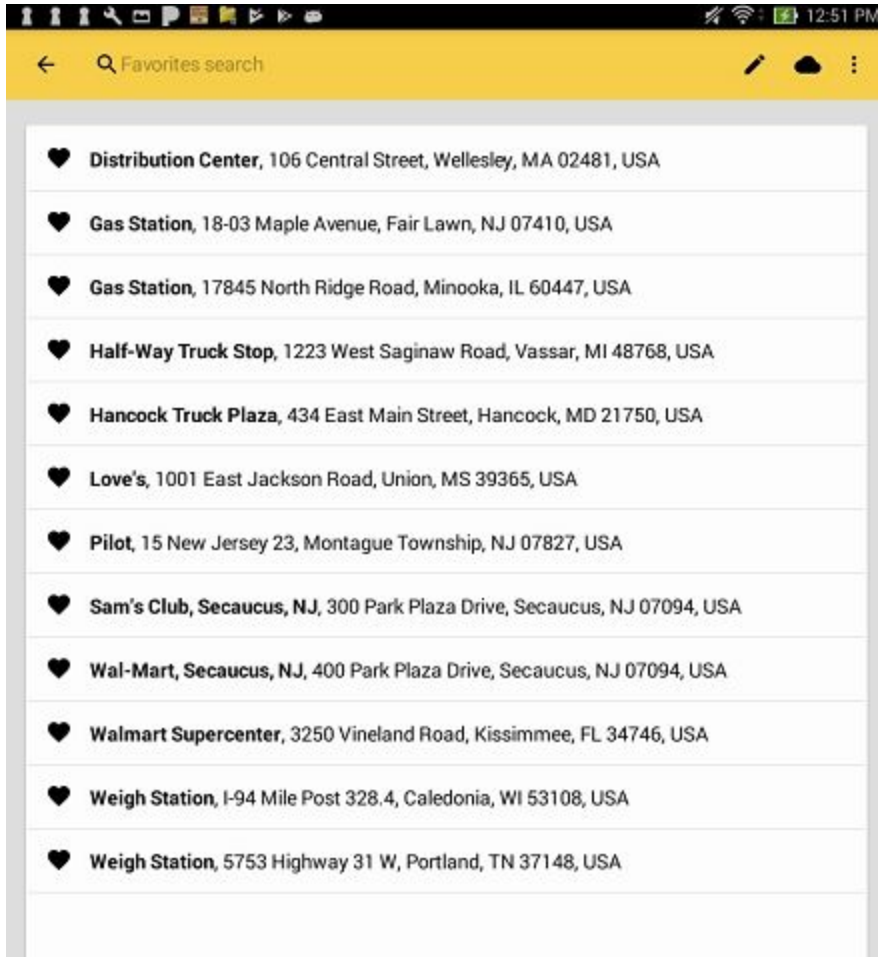 12:51 PM
Favorites search
Distribution Center, 106 Central Street, Wellesley, MA 02481, USA
Gas Station, 18-03 Maple Avenue, Fair Lawn, NJ 07410, USA
Gas Station, 17845 North Ridge Road, Minooka, IL 60447, USA
Half-Way Truck Stop, 1223 West Saginaw Road, Vassar, MI 48768, USA
Hancock Truck Plaza, 434 East Main Street, Hancock, MD 21750, USA
Love's, 1001 East Jackson Road, Union, MS 39365, USA
Pilot, 15 New Jersey 23, Montague Township, NJ 07827, USA
Sam's Club, Secaucus, NJ, 300 Park Plaza Drive, Secaucus, NJ 07094, USA
Wal-Mart, Secaucus, NJ, 400 Park Plaza Drive, Secaucus, NJ 07094, USA
Walmart Supercenter, 3250 Vineland Road, Kissimmee, FL 34746, USA
Weigh Station, I-94 Mile Post 328.4, Caledonia, WI 53108, USA
Weigh Station, 5753 Highway 31 W, Portland, TN 37148, USA